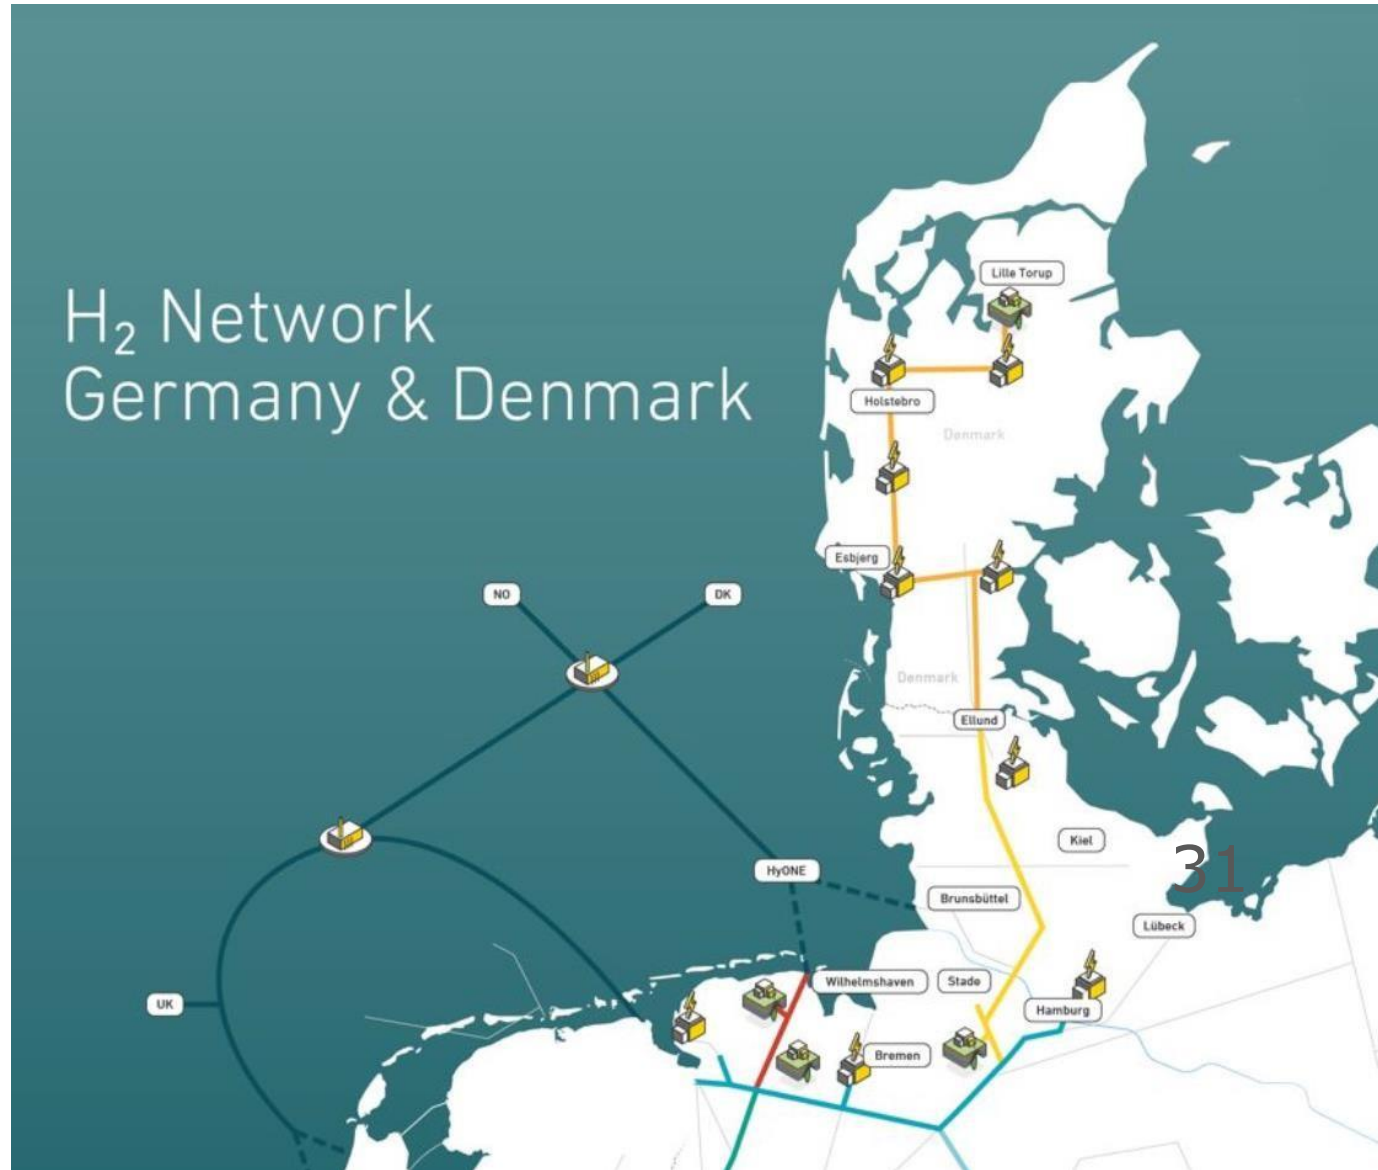 H₂ Network
Germany & Denmark
Lille Torup
Holstebro
Denmark
Esbjerg
NO
DK
Denmark
Ellund
Kiel
31
HyONE
Brunsbüttel
Lübeck
Wilhelmshaven
Stade
UK
Hamburg
Bremen